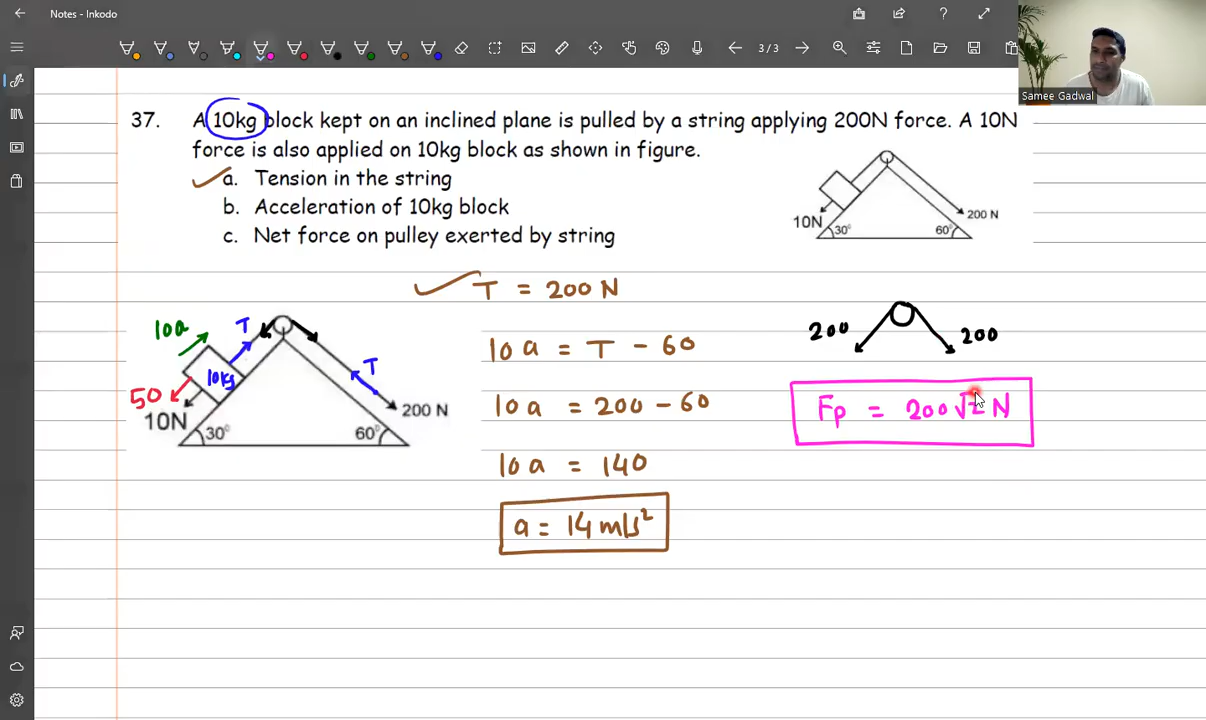 Notes - Inkodo
3 / 3
Samee Gadwal
37. A 10kg block kept on an inclined plane is pulled by a string applying 200N force. A 10N
force is also applied on 10kg block as shown in figure.
a. Tension in the string
b. Acceleration of 10kg block
c. Net force on pulley exerted by string
10N
30°
60°
200 N
T = 200 N
10a
T
T
10kg
50
10N
30°
60°
200 N
10 a = T - 60
10 a = 200 - 60
10 a = 140
a = 14 m/s²
200
200
Fp = 200√2 N